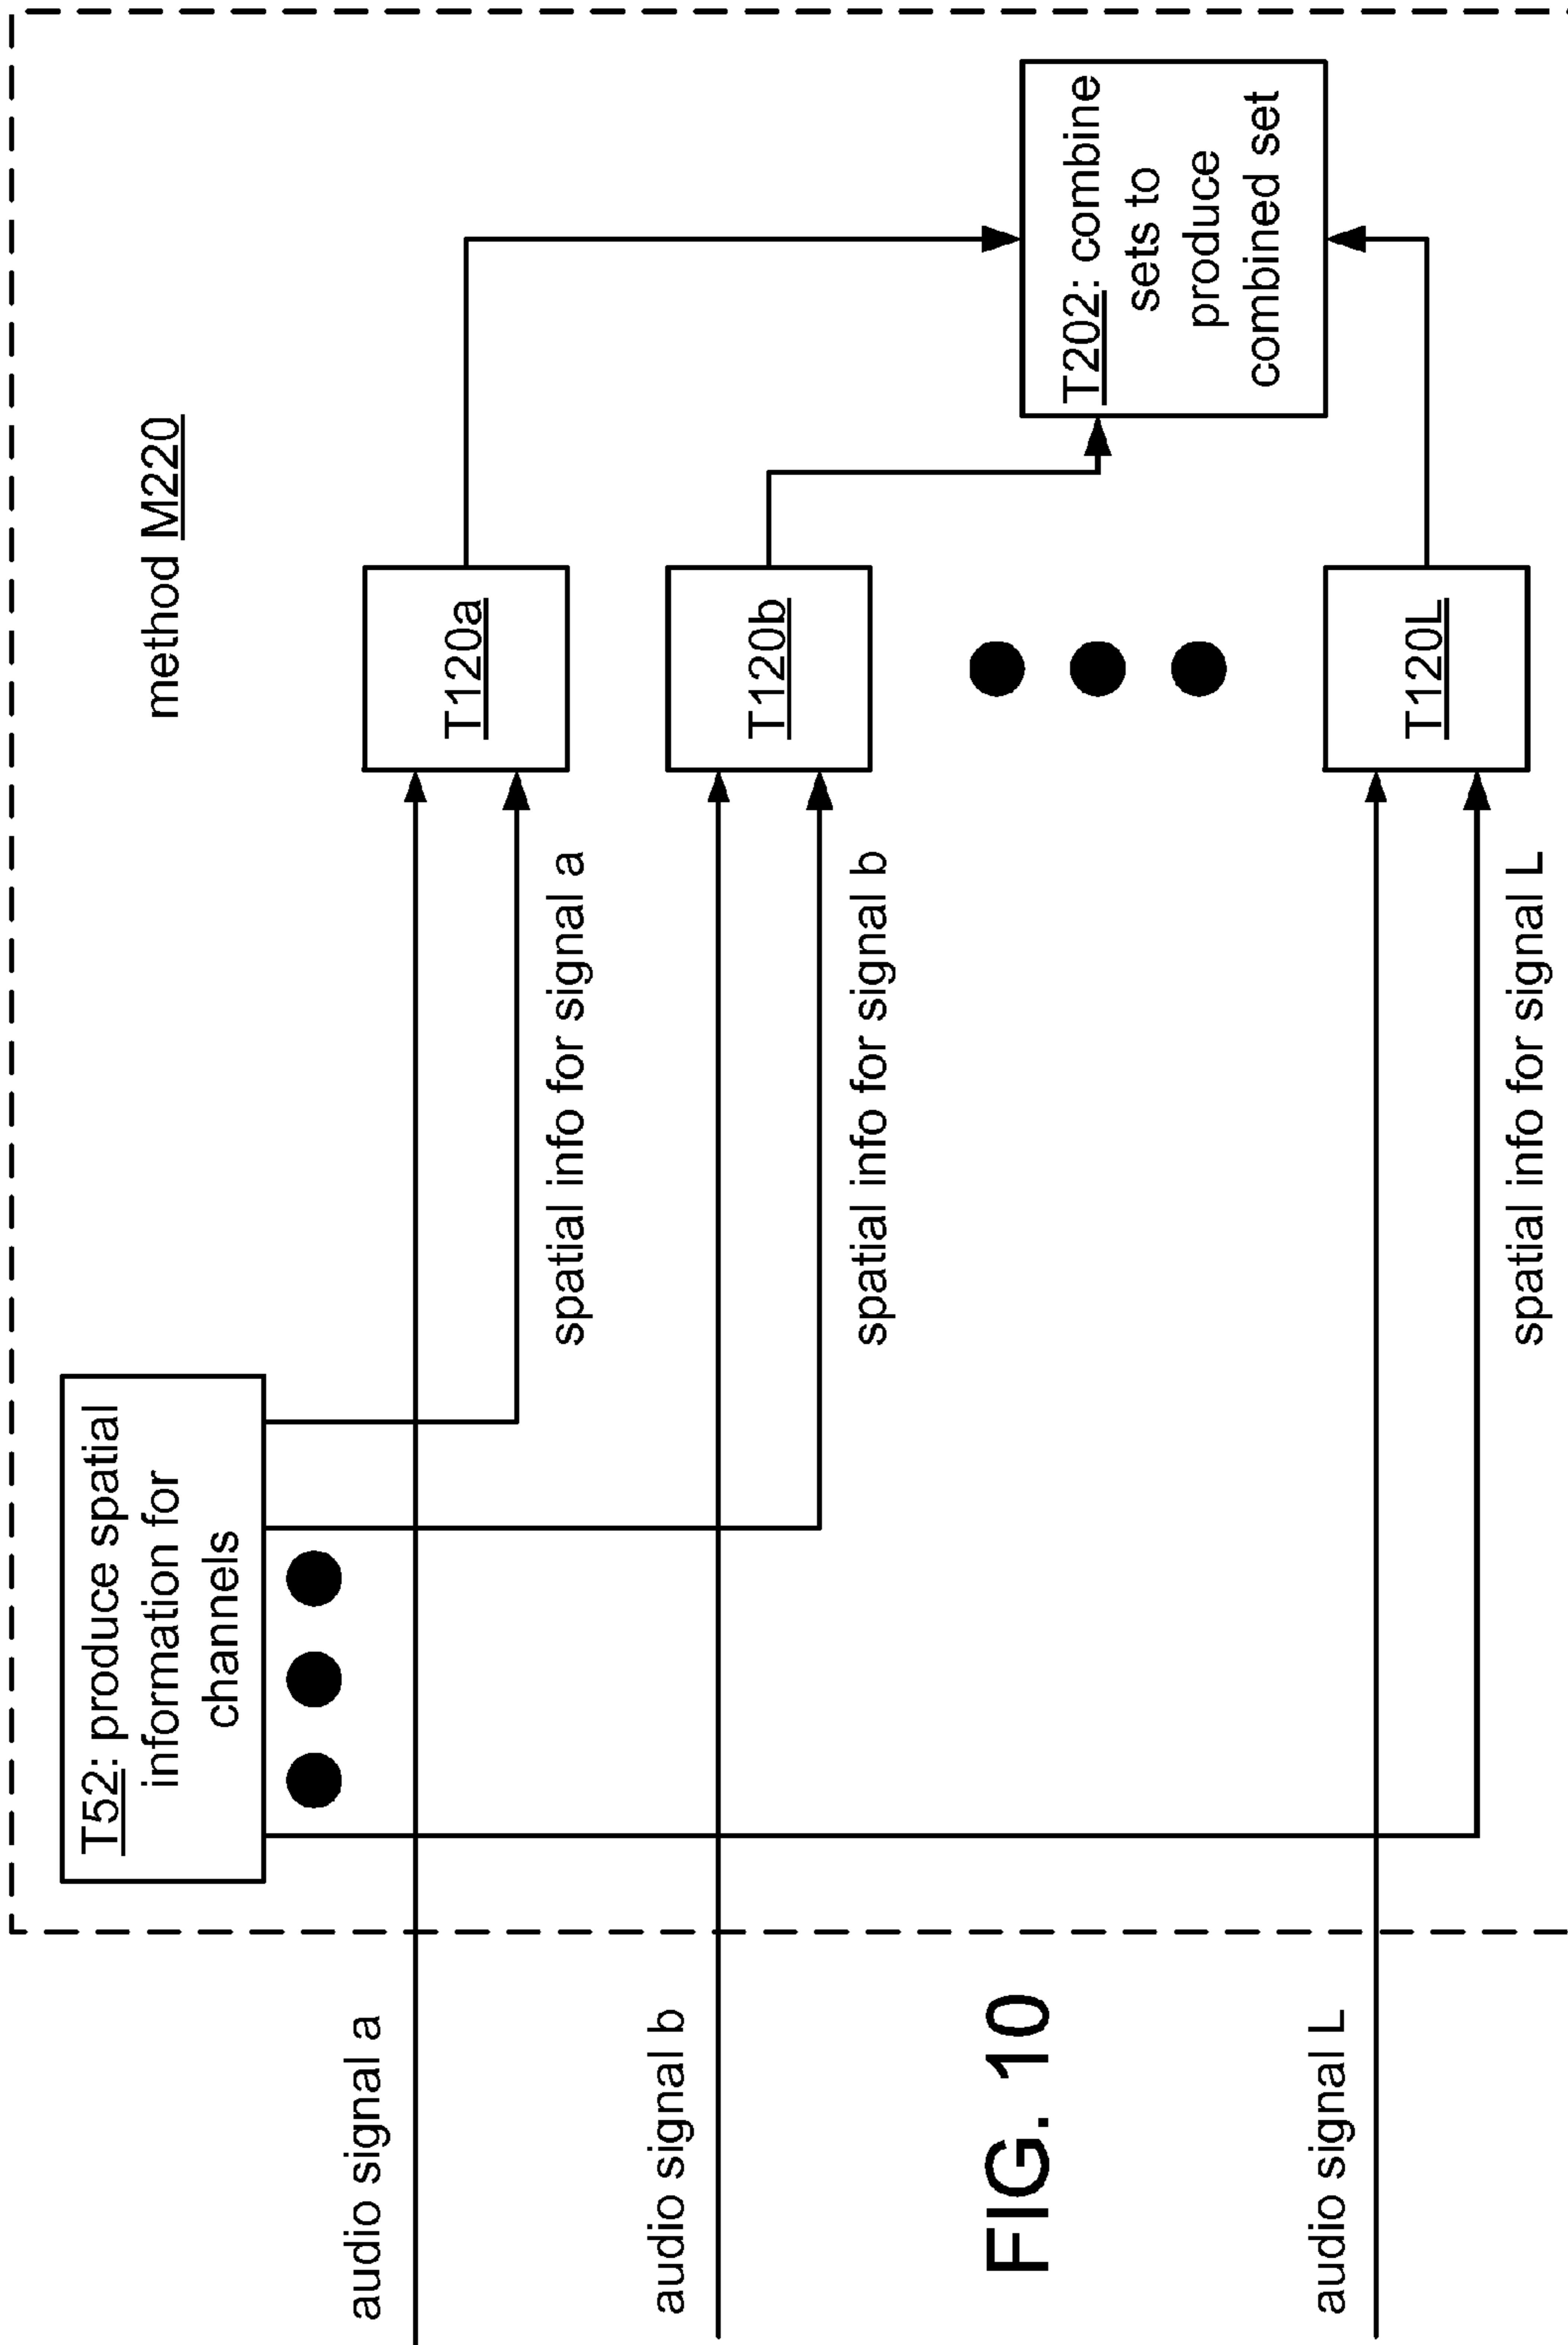 method M220
T52: produce spatial
information for
channels
audio signal a
T120a
spatial info for signal a
audio signal b
T120b
spatial info for signal b
T202: combine
sets to
produce
combined set
audio signal L
T120L
spatial info for signal L
FIG. 10